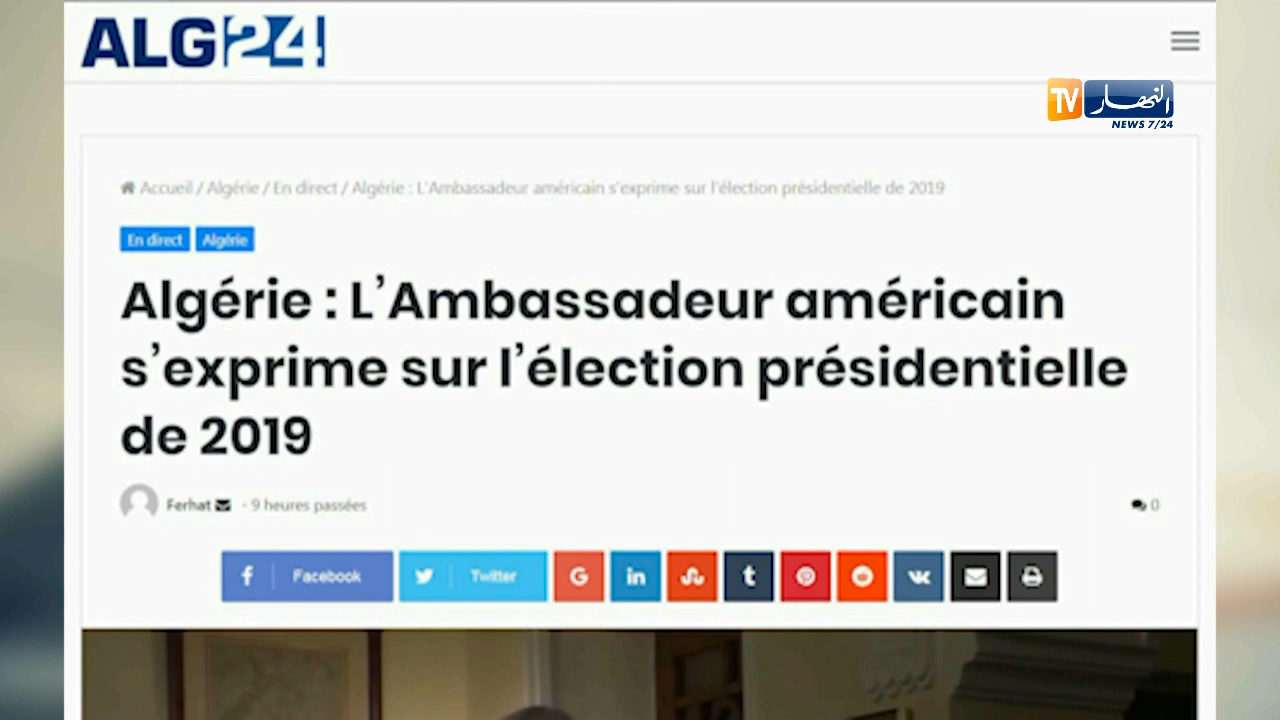 ALG24
TV النهار
NEWS 7/24
Accueil / Algérie / En direct / Algérie : L'Ambassadeur américain s'exprime sur l'élection présidentielle de 2019
En direct Algérie
Algérie : L’Ambassadeur américain
s’exprime sur l’élection présidentielle
de 2019
Ferhat - 9 heures passées 0
Facebook Twitter